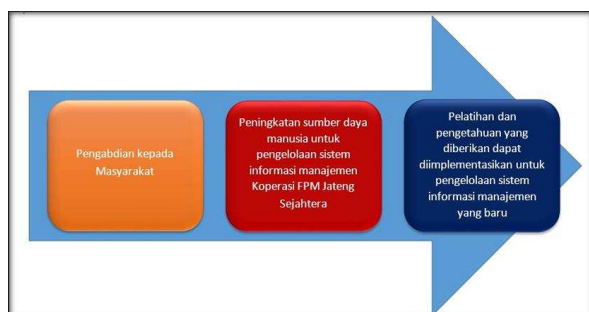 Pengabdian kepada
Masyarakat
Peningkatan sumber daya
manusia untuk
pengelolaan sistem
informasi manajemen
Koperasi FPM Jateng
Sejahtera
Pelatihan dan
pengetahuan yang
diberikan dapat
diimplementasikan untuk
pengelolaan sistem
informasi manajemen
yang baru